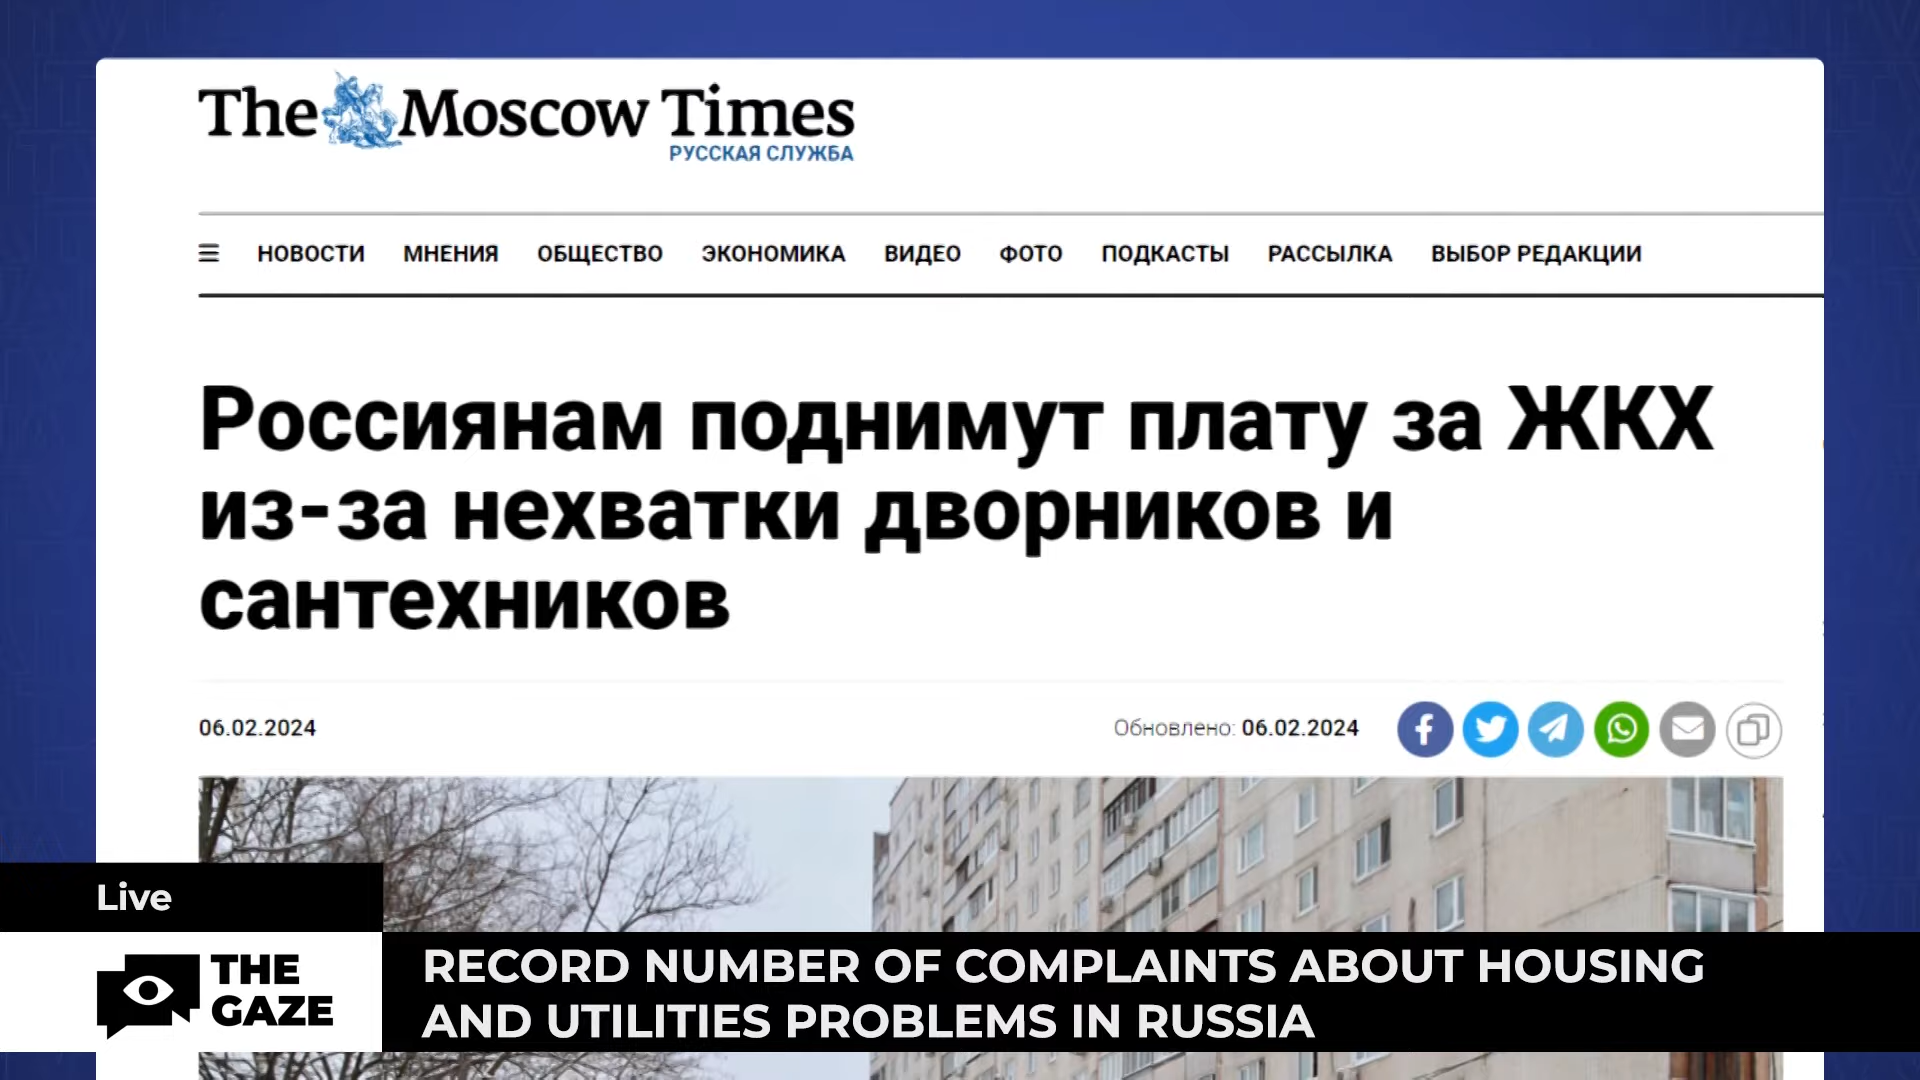 The Moscow Times
РУССКАЯ СЛУЖБА
НОВОСТИ МНЕНИЯ ОБЩЕСТВО ЭКОНОМИКА ВИДЕО ФОТО ПОДКАСТЫ РАССЫЛКА ВЫБОР РЕДАКЦИИ
Россиянам поднимут плату за ЖКХ
из-за нехватки дворников и
сантехников
06.02.2024 Обновлено: 06.02.2024
Live
THE
GAZE
RECORD NUMBER OF COMPLAINTS ABOUT HOUSING
AND UTILITIES PROBLEMS IN RUSSIA